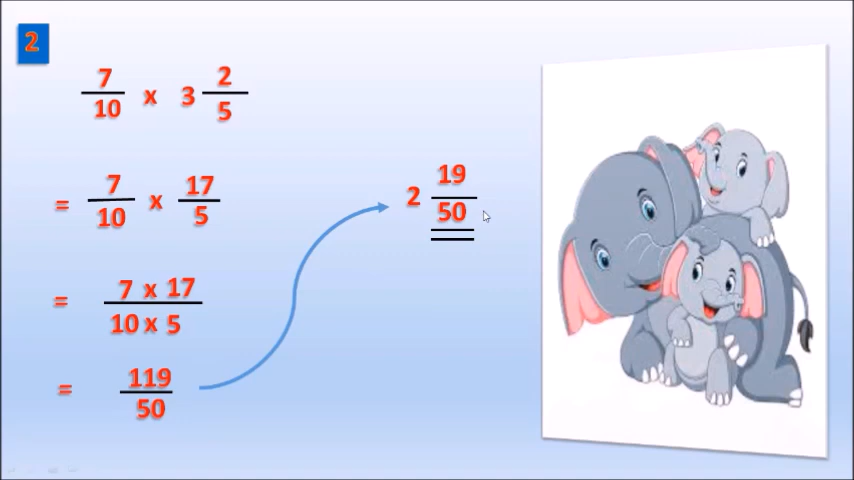 2
7/10 x 3 2/5
= 7/10 x 17/5
= 7 x 17 / 10 x 5
= 119/50
2 19/50